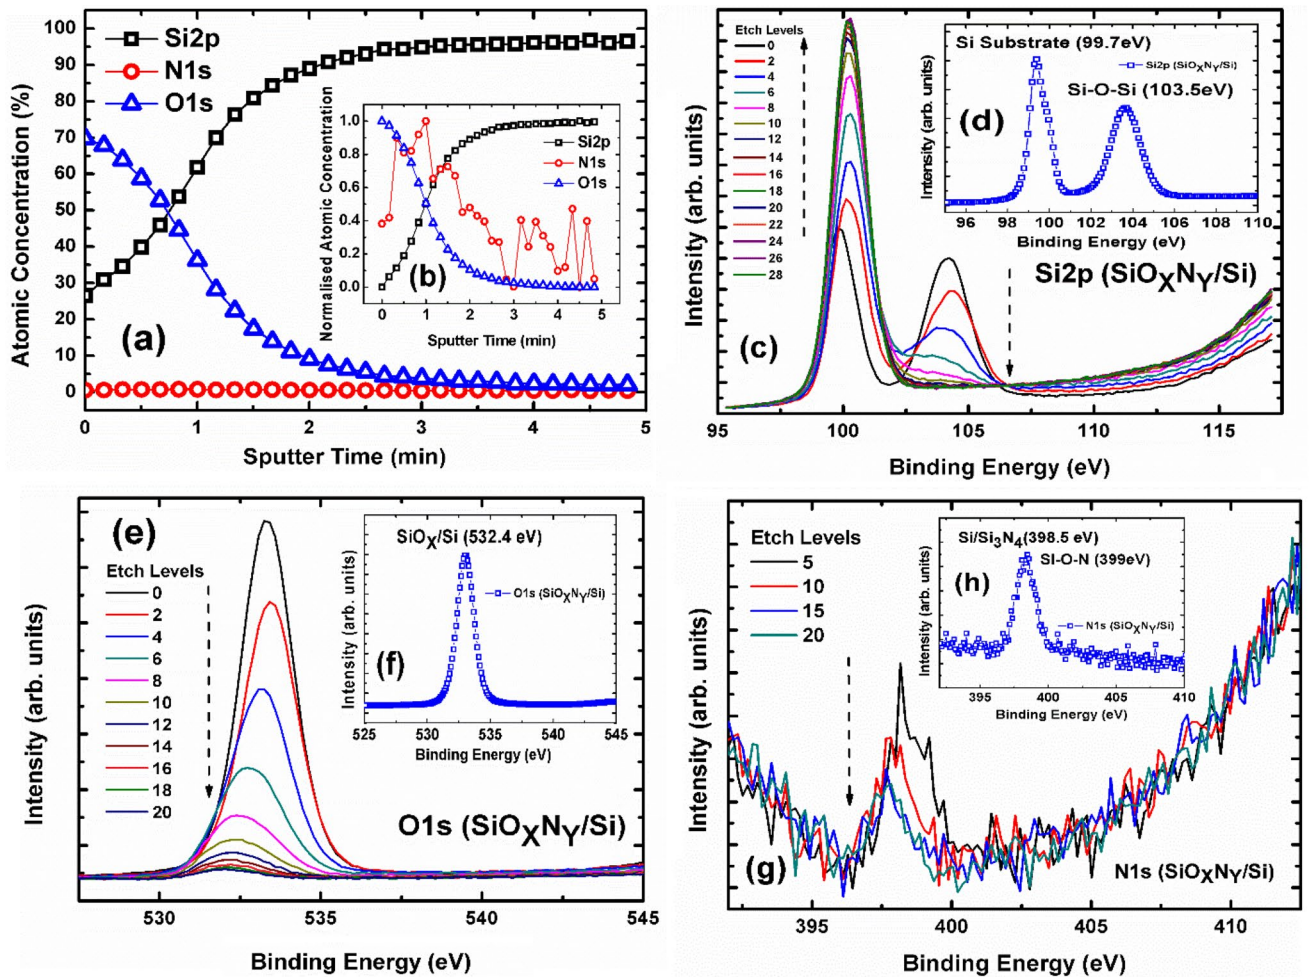 100
90
80
70
60
50
40
30
20
10
0
Atomic Concentration (%)
Si2p
N1s
O1s
(a)
0
1
2
3
4
5
Sputter Time (min)
1.0
0.8
0.6
0.4
0.2
0.0
Normalised Atomic Concentration
Si2p
N1s
O1s
(b)
0 1 2 3 4 5
Sputter Time (min)
Intensity (arb. units)
Etch Levels
0
2
4
6
8
10
12
14
16
18
20
22
24
26
28
(c)
Si2p (SiOXNY/Si)
95 100 105 110 115
Binding Energy (eV)
Intensity (arb. units)
Si Substrate (99.7eV)
Si2p (SiOXNY/Si)
Si-O-Si (103.5eV)
(d)
96 98 100 102 104 106 108 110
Binding Energy (eV)
(e)
Intensity (arb. units)
Etch Levels
0
2
4
6
8
10
12
14
16
18
20
O1s (SiOXNY/Si)
530 535 540 545
Binding Energy (eV)
Intensity (arb. units)
SiOX/Si (532.4 eV)
O1s (SiOXNY/Si)
(f)
525 530 535 540 545
Binding Energy (eV)
Intensity (arb. units)
Etch Levels
5
10
15
20
(g)
N1s (SiOXNY/Si)
395 400 405 410
Binding Energy (eV)
Intensity (arb. units)
Si/Si3N4(398.5 eV)
SI-O-N (399eV)
(h)
N1s (SiOXNY/Si)
395 400 405 410
Binding Energy (eV)